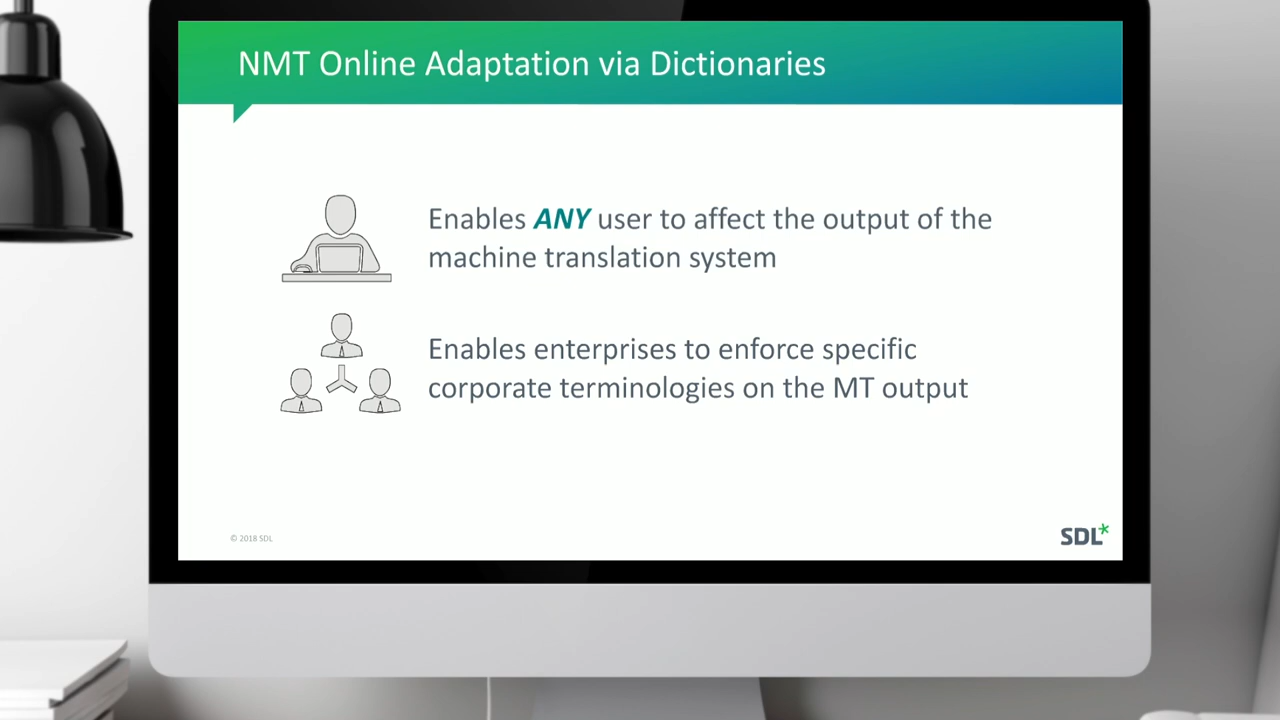 NMT Online Adaptation via Dictionaries
Enables ANY user to affect the output of the
machine translation system
Enables enterprises to enforce specific
corporate terminologies on the MT output
© 2018 SDL
SDL*